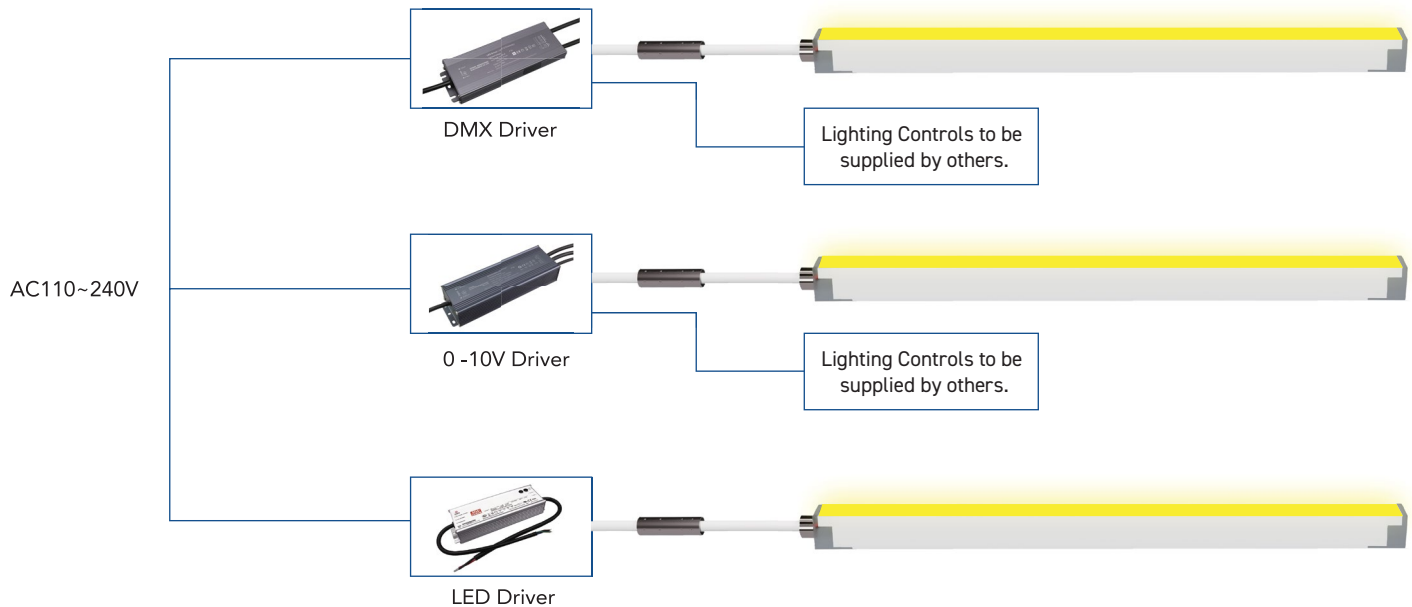 DMX Driver
Lighting Controls to be
supplied by others.
AC110~240V
0 -10V Driver
Lighting Controls to be
supplied by others.
LED Driver